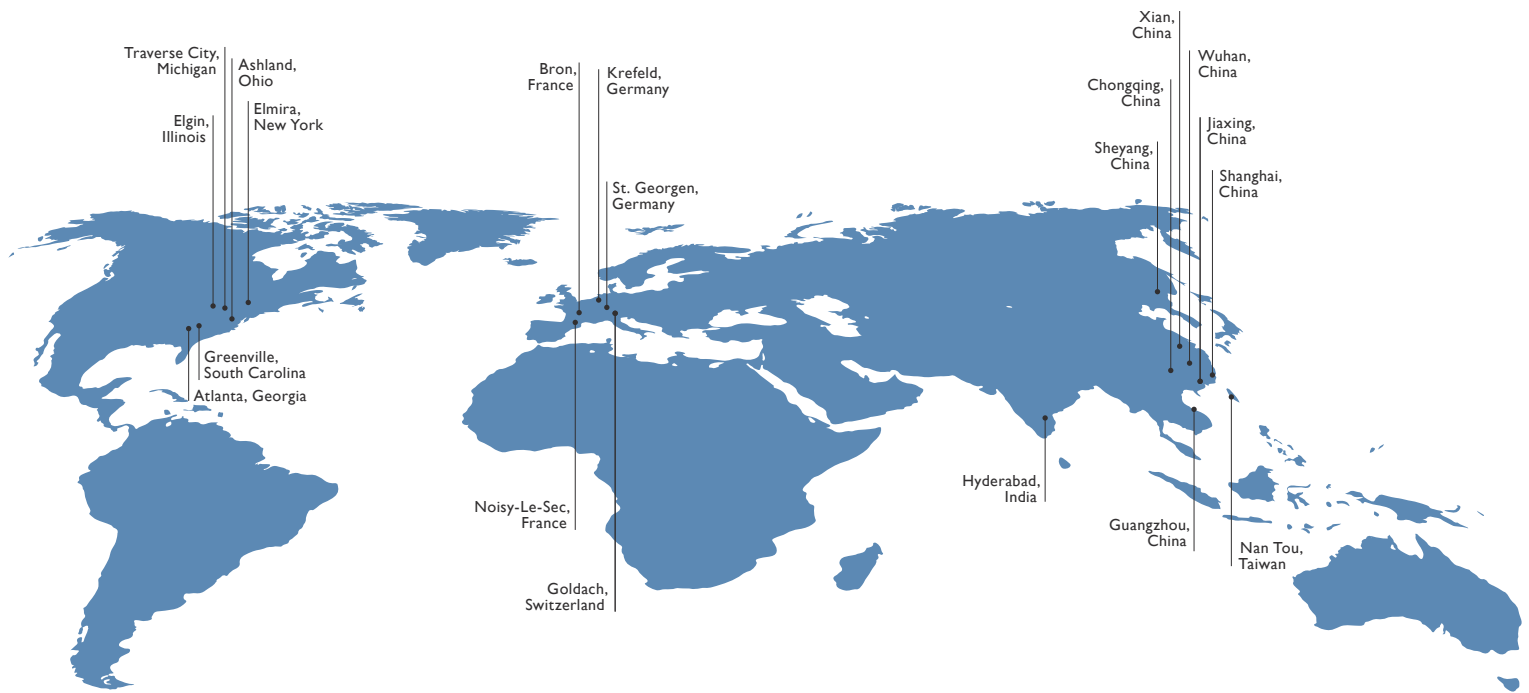 Traverse City,
Michigan
Ashland,
Ohio
Elgin,
Illinois
Elmira,
New York
Greenville,
South Carolina
Atlanta, Georgia
Bron,
France
Krefeld,
Germany
St. Georgen,
Germany
Noisy-Le-Sec,
France
Goldach,
Switzerland
Xian,
China
Wuhan,
China
Chongqing,
China
Jiaxing,
China
Sheyang,
China
Shanghai,
China
Hyderabad,
India
Guangzhou,
China
Nan Tou,
Taiwan